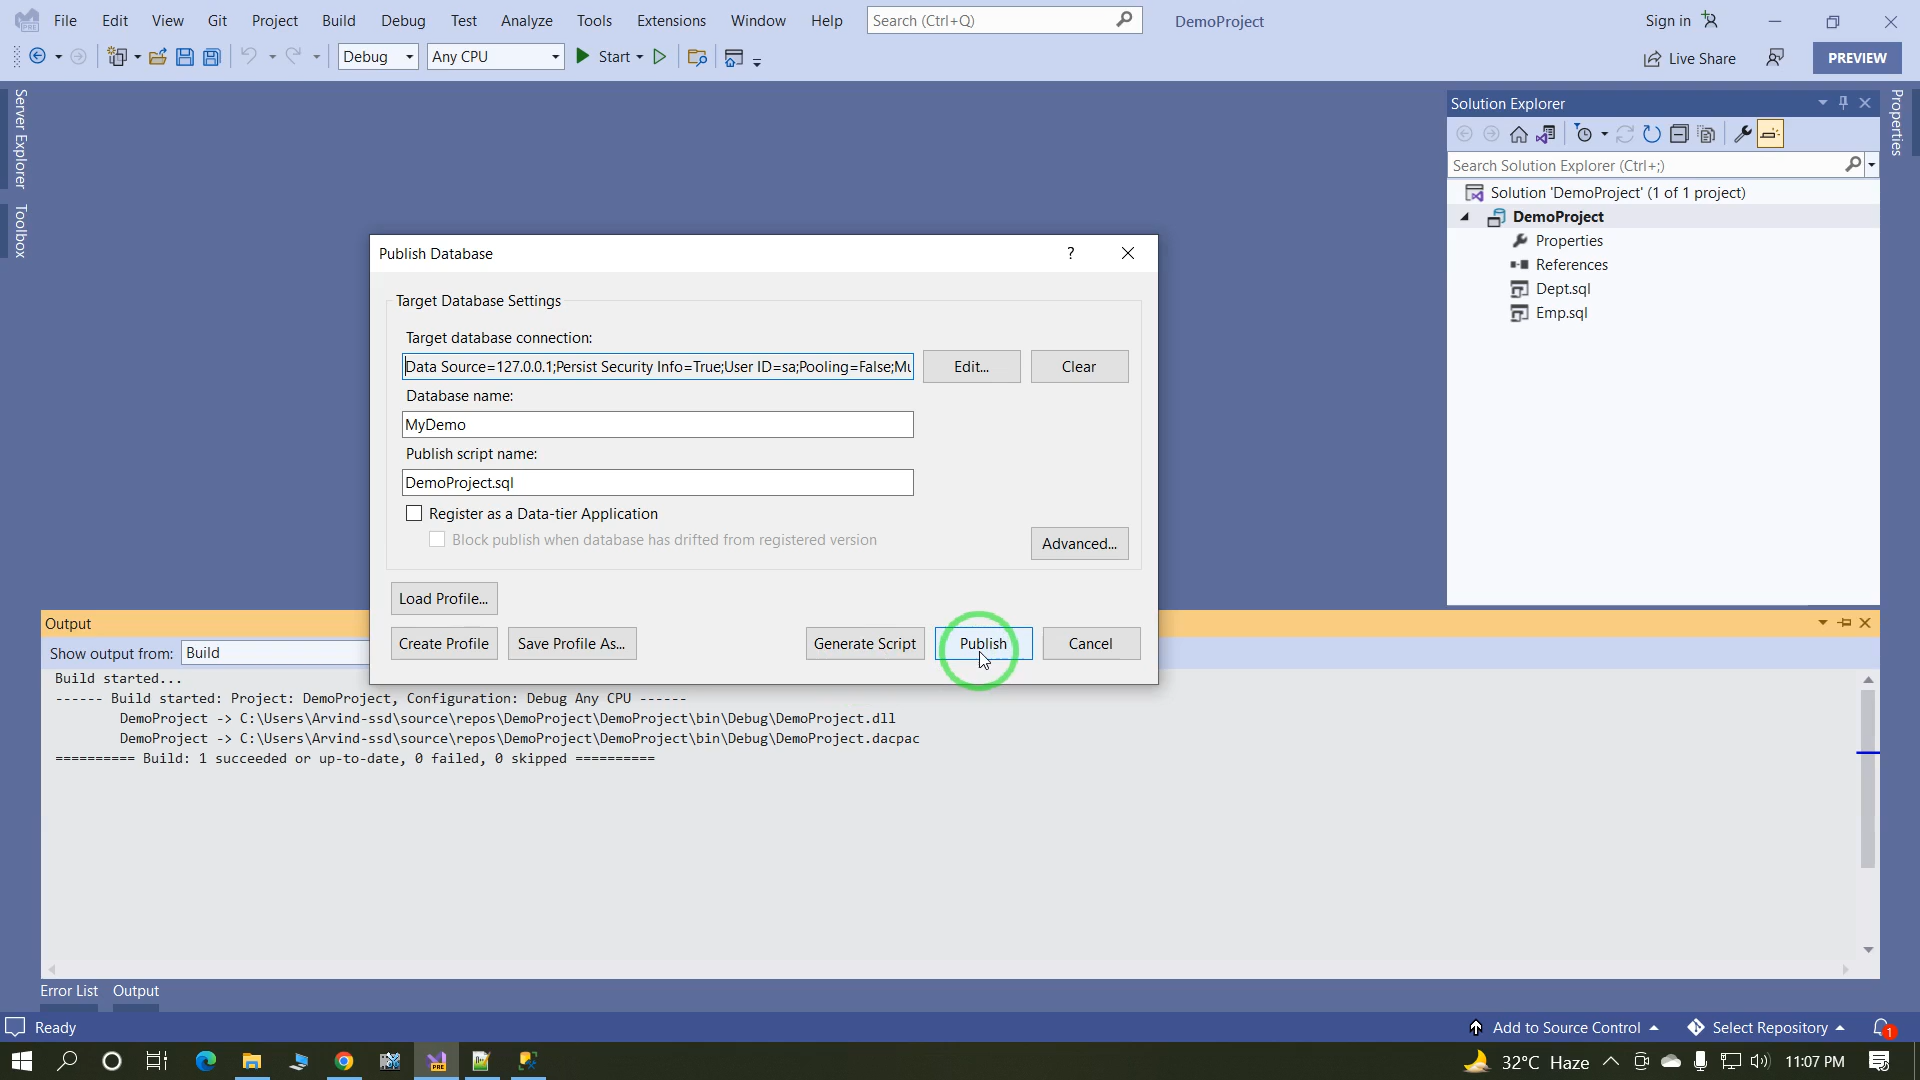 File Edit View Git Project Build Debug Test Analyze Tools Extensions Window Help Search (Ctrl+Q) DemoProject Sign in
Debug Any CPU Start Live Share PREVIEW
Server Explorer
Toolbox
Solution Explorer
Search Solution Explorer (Ctrl+;)
Solution 'DemoProject' (1 of 1 project)
DemoProject
Properties
References
Dept.sql
Emp.sql
Properties
Publish Database ?
Target Database Settings
Target database connection:
Data Source=127.0.0.1;Persist Security Info=True;User ID=sa;Pooling=False;Mu Edit... Clear
Database name:
MyDemo
Publish script name:
DemoProject.sql
Register as a Data-tier Application
Block publish when database has drifted from registered version
Advanced...
Load Profile...
Create Profile Save Profile As... Generate Script Publish Cancel
Output
Show output from: Build
Build started...
------ Build started: Project: DemoProject, Configuration: Debug Any CPU ------
DemoProject -> C:\Users\Arvind-ssd\source\repos\DemoProject\DemoProject\bin\Debug\DemoProject.dll
DemoProject -> C:\Users\Arvind-ssd\source\repos\DemoProject\DemoProject\bin\Debug\DemoProject.dacpac
========== Build: 1 succeeded or up-to-date, 0 failed, 0 skipped ==========
Error List Output
Ready Add to Source Control Select Repository 1
PRE 32°C Haze 11:07 PM